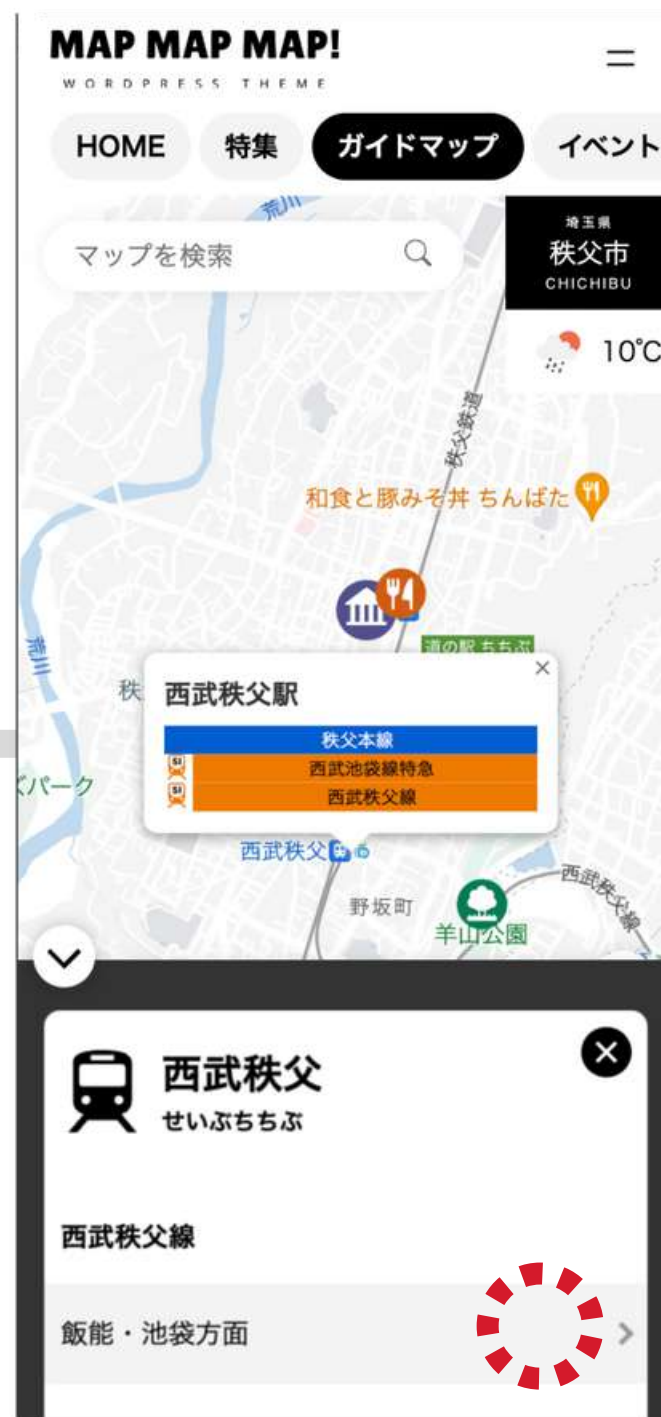 MAP MAP MAP!
WORDPRESS THEME
HOME 特集 ガイドマップ イベント
荒川
マップを検索
埼玉県
秩父市
CHICHIBU
10°C
秩父鉄道
和食と豚みそ丼 ちんばた
荒川
道の駅 ちちぶ
秩
西武秩父駅
秩父本線
SI 西武池袋線特急
SI 西武秩父線
ズパーク
西武秩父
西武秩父線
野坂町
羊山公園
西武秩父
せいぶちちぶ
西武秩父線
飯能・池袋方面